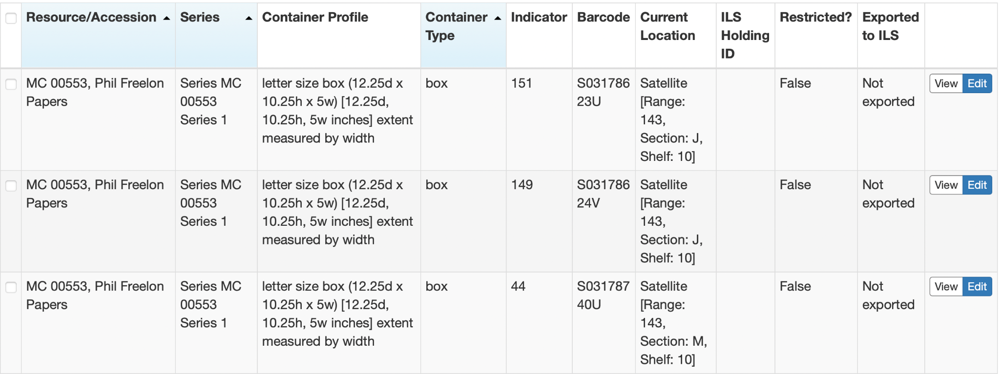 Resource/Accession Series Container Profile Container Type Indicator Barcode Current Location ILS Holding ID Restricted? Exported to ILS
MC 00553, Phil Freelon Papers
Series MC 00553 Series 1
letter size box (12.25d x 10.25h x 5w) [12.25d, 10.25h, 5w inches] extent measured by width
box
151
S03178623U
Satellite [Range: 143, Section: J, Shelf: 10]
False
Not exported
View Edit
MC 00553, Phil Freelon Papers
Series MC 00553 Series 1
letter size box (12.25d x 10.25h x 5w) [12.25d, 10.25h, 5w inches] extent measured by width
box
149
S03178624V
Satellite [Range: 143, Section: J, Shelf: 10]
False
Not exported
View Edit
MC 00553, Phil Freelon Papers
Series MC 00553 Series 1
letter size box (12.25d x 10.25h x 5w) [12.25d, 10.25h, 5w inches] extent measured by width
box
44
S03178740U
Satellite [Range: 143, Section: M, Shelf: 10]
False
Not exported
View Edit